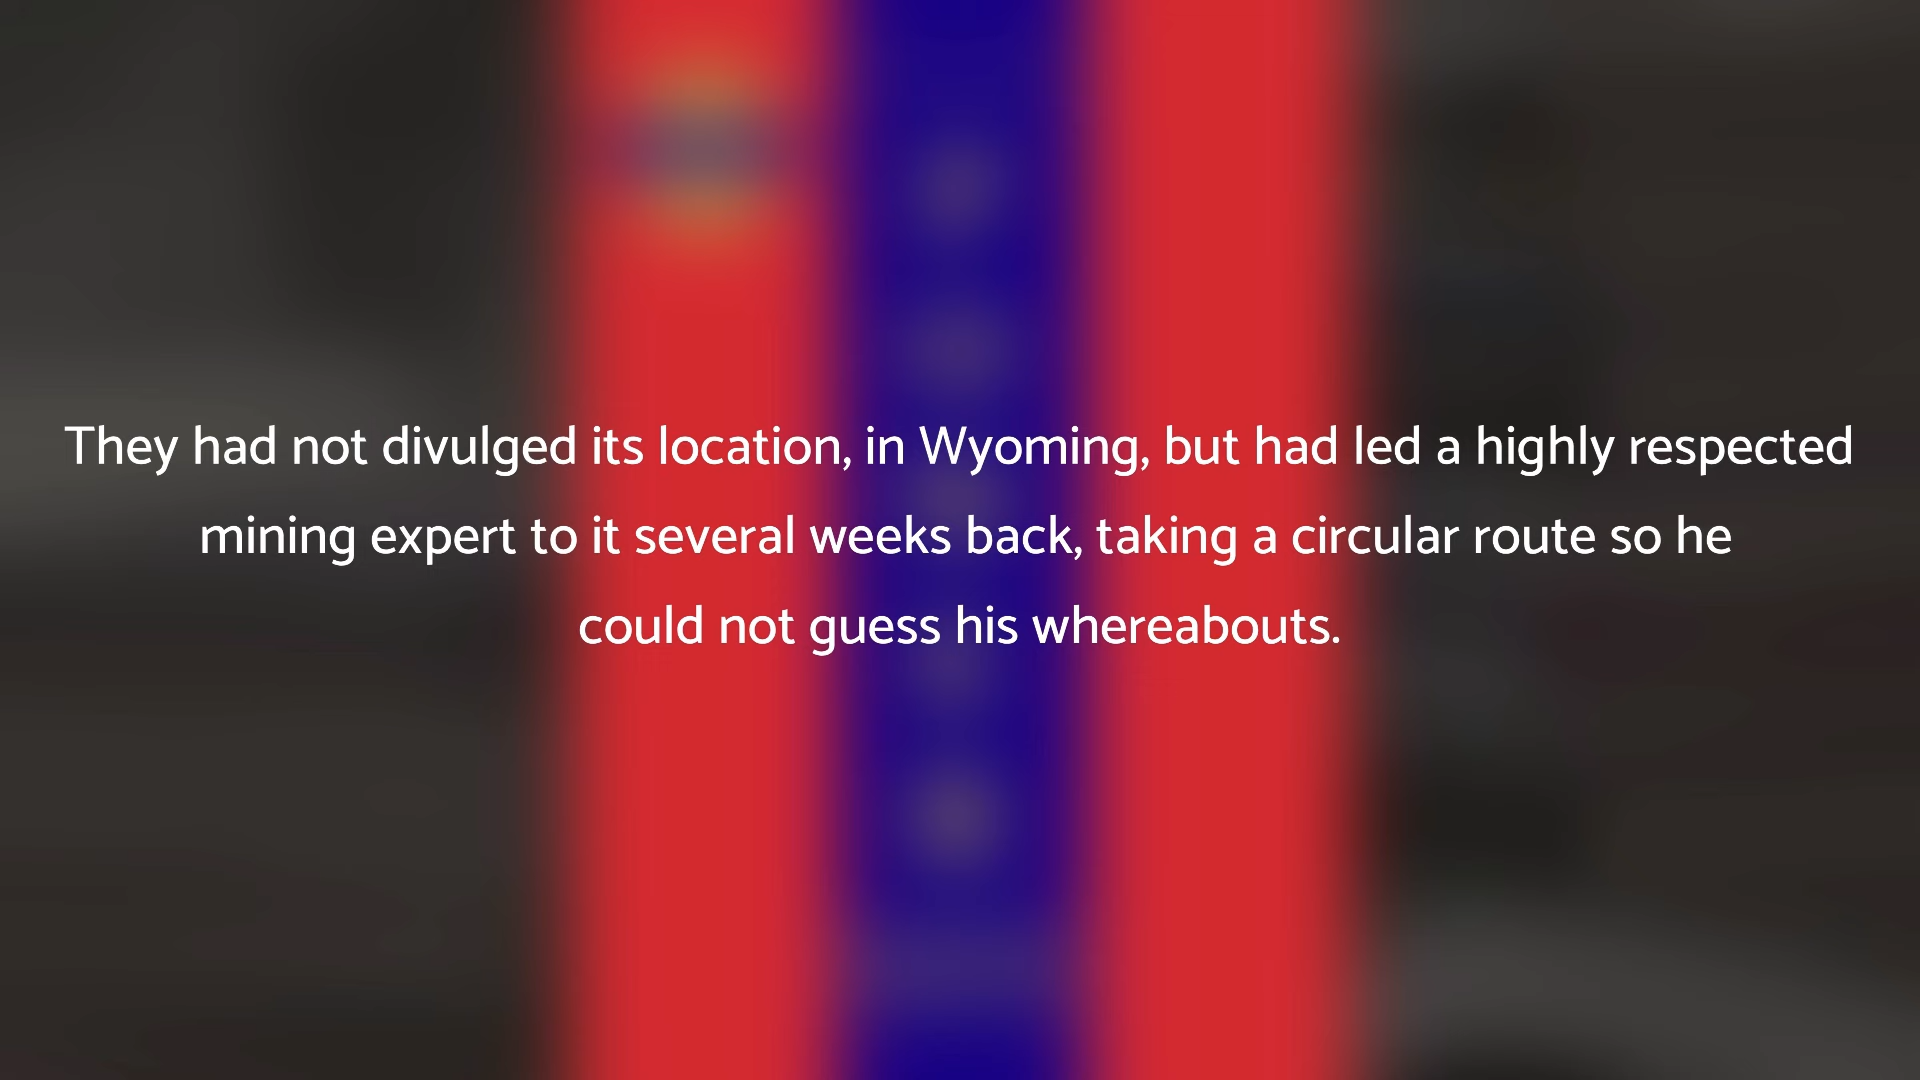 They had not divulged its location, in Wyoming, but had led a highly respected
mining expert to it several weeks back, taking a circular route so he
could not guess his whereabouts.